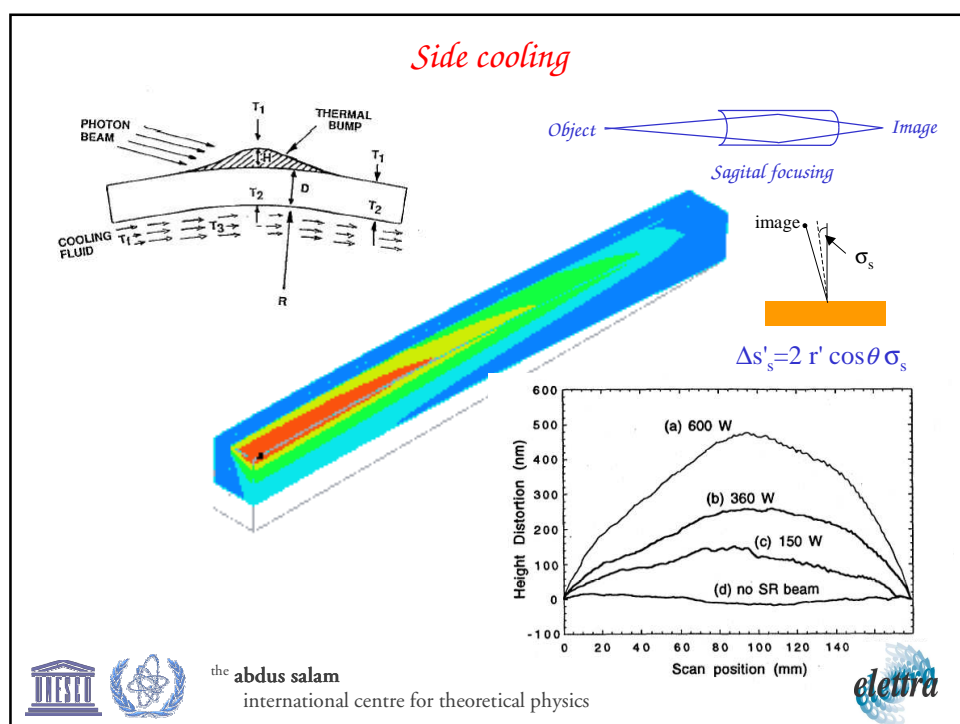 Side cooling
T1
PHOTON
BEAM
THERMAL
BUMP
H
T1
D
T2
T2
COOLING
FLUID
Tf
T3
R
Object
Image
Sagital focusing
image
σs
Δs's=2 r' cosθ σs
600
500
400
300
200
100
0
-100
Height Distortion (nm)
(a) 600 W
(b) 360 W
(c) 150 W
(d) no SR beam
0 20 40 60 80 100 120 140
Scan position (mm)
UNESCO
the abdus salam
international centre for theoretical physics
elettra